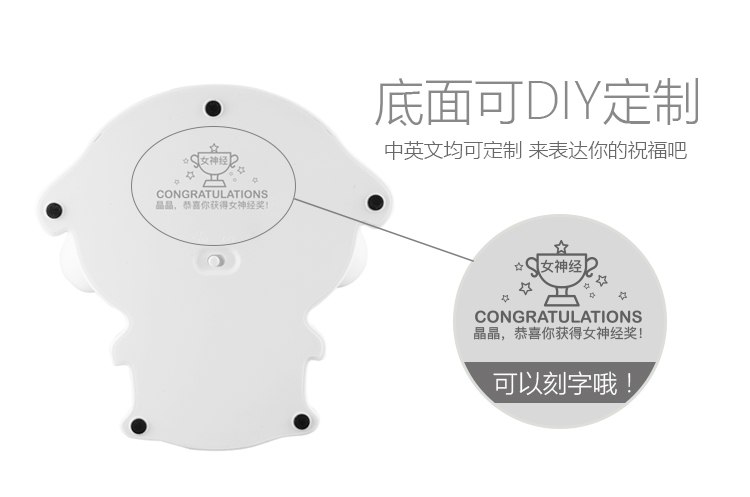 底面可DIY定制
中英文均可定制 来表达你的祝福吧
女神经
CONGRATULATIONS
晶晶，恭喜你获得女神经奖！
女神经
CONGRATULATIONS
晶晶，恭喜你获得女神经奖！
可以刻字哦！